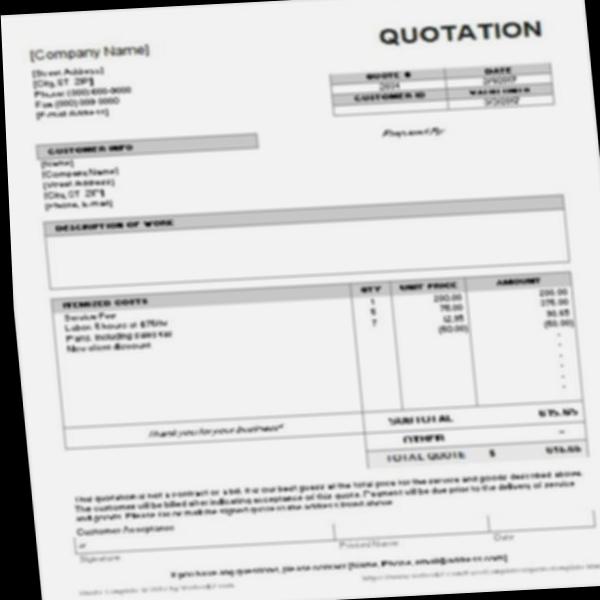 QUOTATION
[Company Name]
[Street Address]
[City, ST ZIP]
Phone: (000) 000-0000
Fax: (000) 000-0000
[E-mail Address]
QUOTE # DATE
CUSTOMER ID VALID UNTIL
Prepared By
CUSTOMER INFO
[Name]
[Company Name]
[Street Address]
[City, ST ZIP]
[Phone, E-mail]
DESCRIPTION OF WORK
ITEMIZED COSTS QTY UNIT PRICE AMOUNT
Service Fee 1 200.00 200.00
Labor: 5 hours at $75/hr 5 75.00 375.00
Parts, including sales tax 7 12.95 90.65
New client discount (50.00) (50.00)
-
-
-
-
-
-
Thank you for your business! SUBTOTAL 615.65
OTHER -
TOTAL QUOTE $ 615.65
This quotation is not a contract or a bill. It is our best guess at the total price for the service and goods described above.
The customer will be billed after indicating acceptance of this quote. Payment will be due prior to the delivery of service
and goods. Please fax or mail the signed quote to the address listed above.
Customer Acceptance
Signature Printed Name Date
If you have any questions, please contact [Name, Phone, email@address.com]